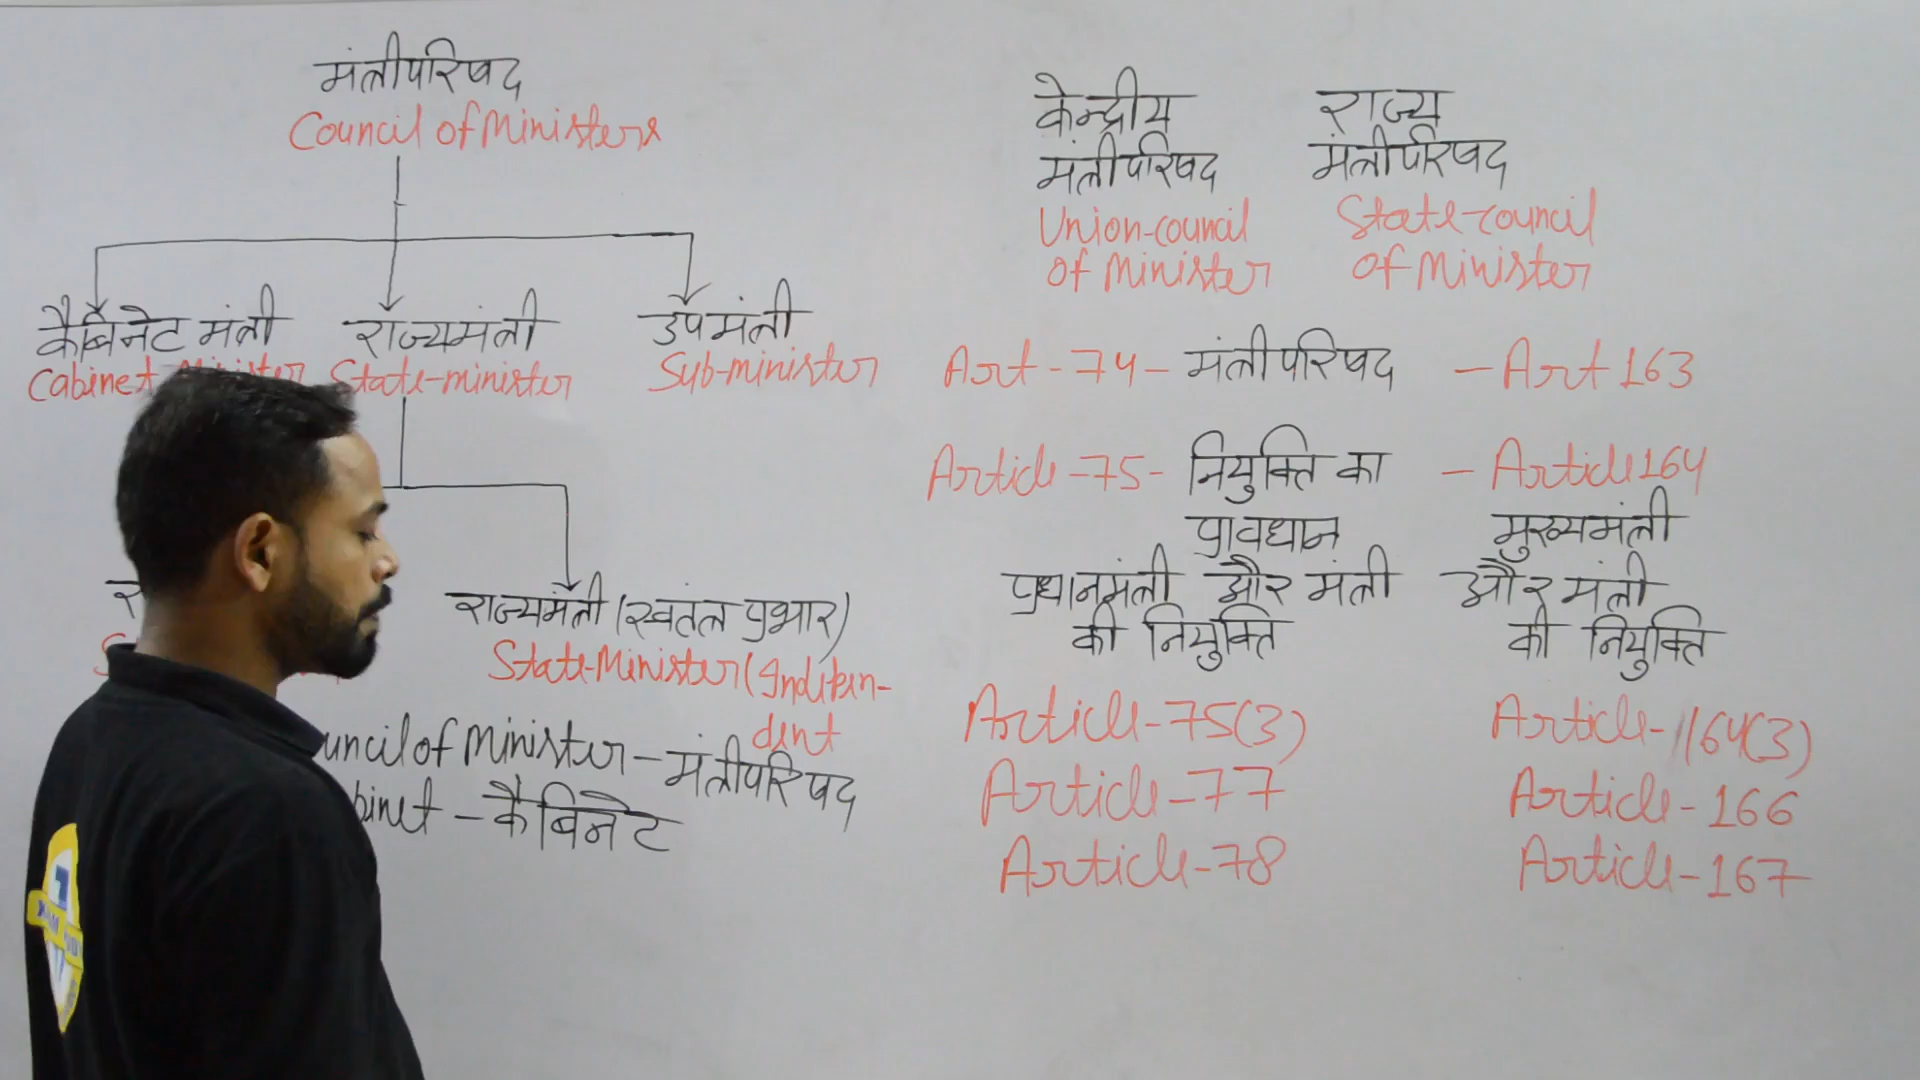 मंत्रीपरिषद
Council of Ministers
कैबिनेट मंत्री
Cabinet Minister
राज्यमंत्री
State-minister
उपमंत्री
Sub-minister
राज्यमंत्री (स्वतंत्र प्रभार)
State-Minister (Indipen-
dent
uncil of Minister - मंत्रीपरिषद
binet - कैबिनेट
केन्द्रीय
मंत्रीपरिषद
Union-council
of Minister
राज्य
मंत्रीपरिषद
State-council
of Minister
Art - 74 - मंत्रीपरिषद - Art 163
Article - 75 - नियुक्ति का - Article 164
प्रावधान मुख्यमंत्री
प्रधानमंत्री और मंत्री और मंत्री
की नियुक्ति की नियुक्ति
Article - 75(3) Article - 164(3)
Article - 77 Article - 166
Article - 78 Article - 167